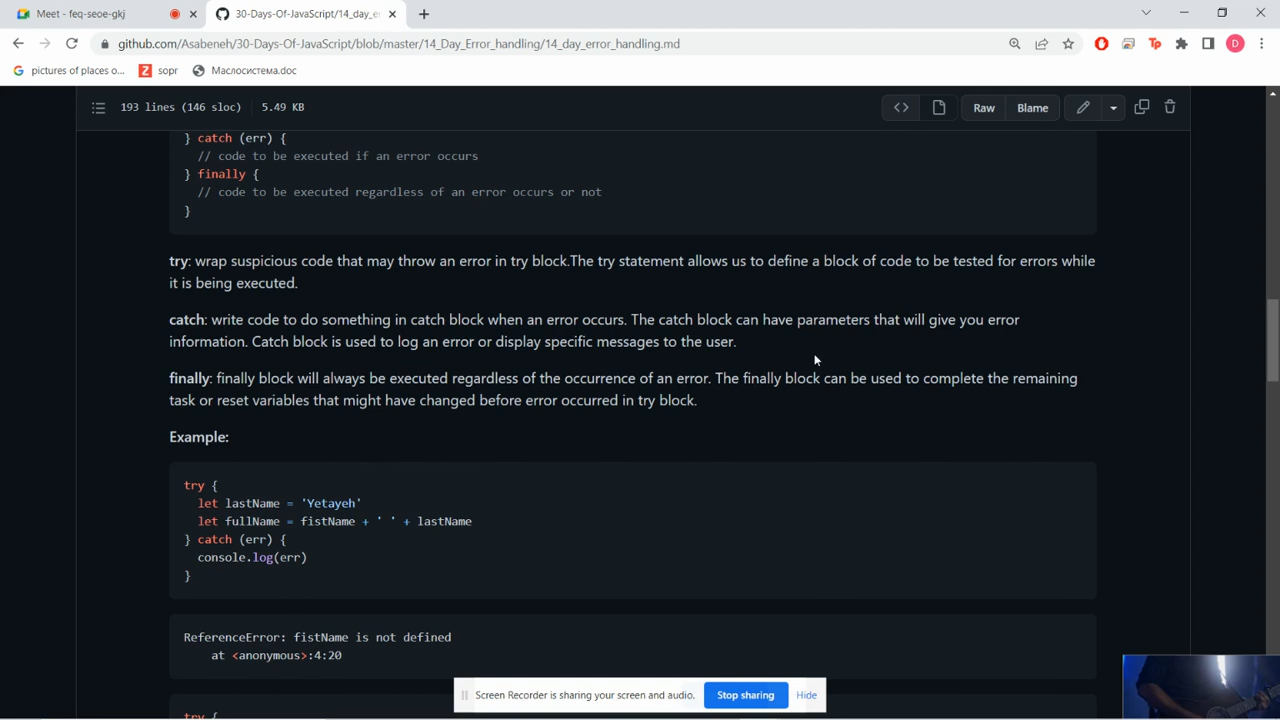 Meet - feq-seoe-gkj
30-Days-Of-JavaScript/14_day_e
github.com/Asabeneh/30-Days-Of-JavaScript/blob/master/14_Day_Error_handling/14_day_error_handling.md
D
pictures of places o...
sopr
Маслосистема.doc
193 lines (146 sloc) 5.49 KB
Raw
Blame
} catch (err) {
// code to be executed if an error occurs
} finally {
// code to be executed regardless of an error occurs or not
}
try: wrap suspicious code that may throw an error in try block.The try statement allows us to define a block of code to be tested for errors while
it is being executed.
catch: write code to do something in catch block when an error occurs. The catch block can have parameters that will give you error
information. Catch block is used to log an error or display specific messages to the user.
finally: finally block will always be executed regardless of the occurrence of an error. The finally block can be used to complete the remaining
task or reset variables that might have changed before error occurred in try block.
Example:
try {
let lastName = 'Yetayeh'
let fullName = fistName + ' ' + lastName
} catch (err) {
console.log(err)
}
ReferenceError: fistName is not defined
at <anonymous>:4:20
Screen Recorder is sharing your screen and audio.
Stop sharing
Hide
try {